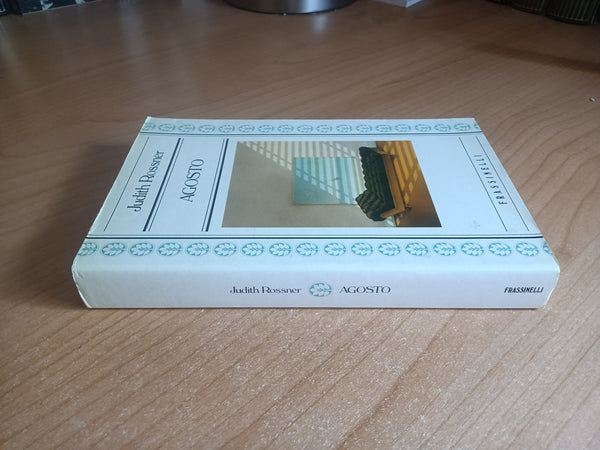 Judith Rossner
AGOSTO
FRASSINELLI
Judith Rossner AGOSTO FRASSINELLI